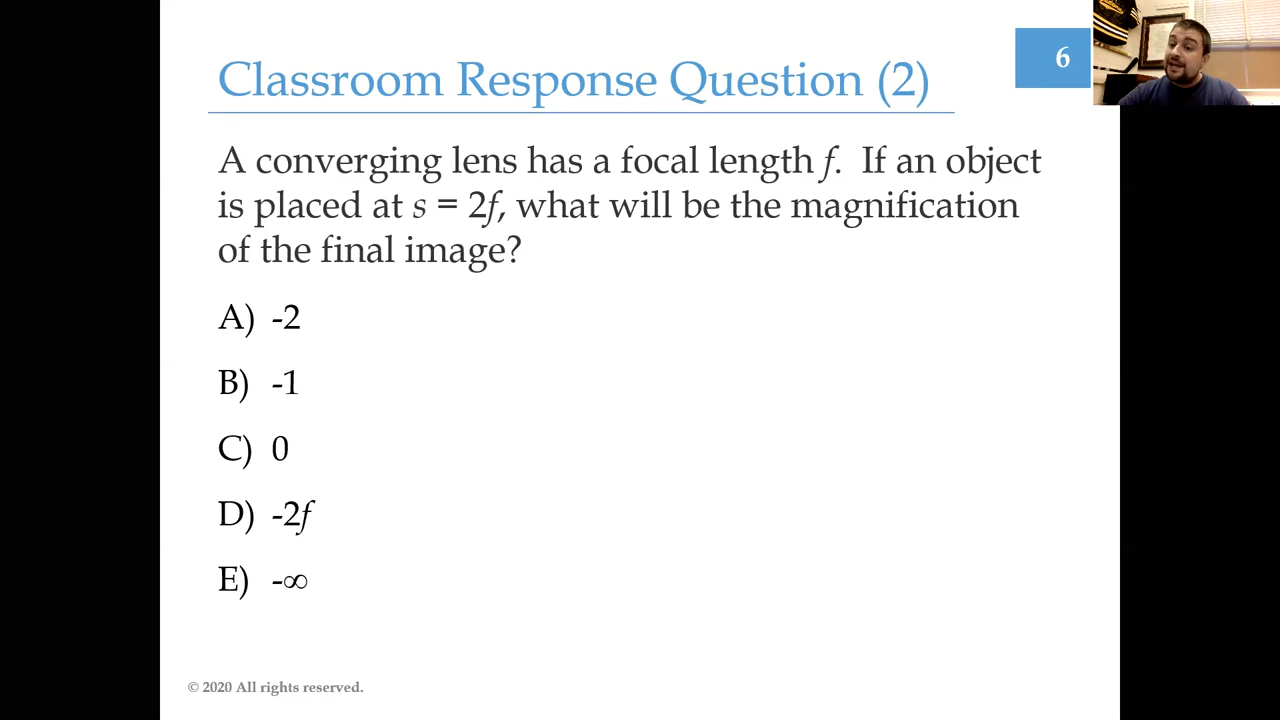 6
Classroom Response Question (2)
A converging lens has a focal length f. If an object
is placed at s = 2f, what will be the magnification
of the final image?
A) -2
B) -1
C) 0
D) -2f
E) -∞
© 2020 All rights reserved.